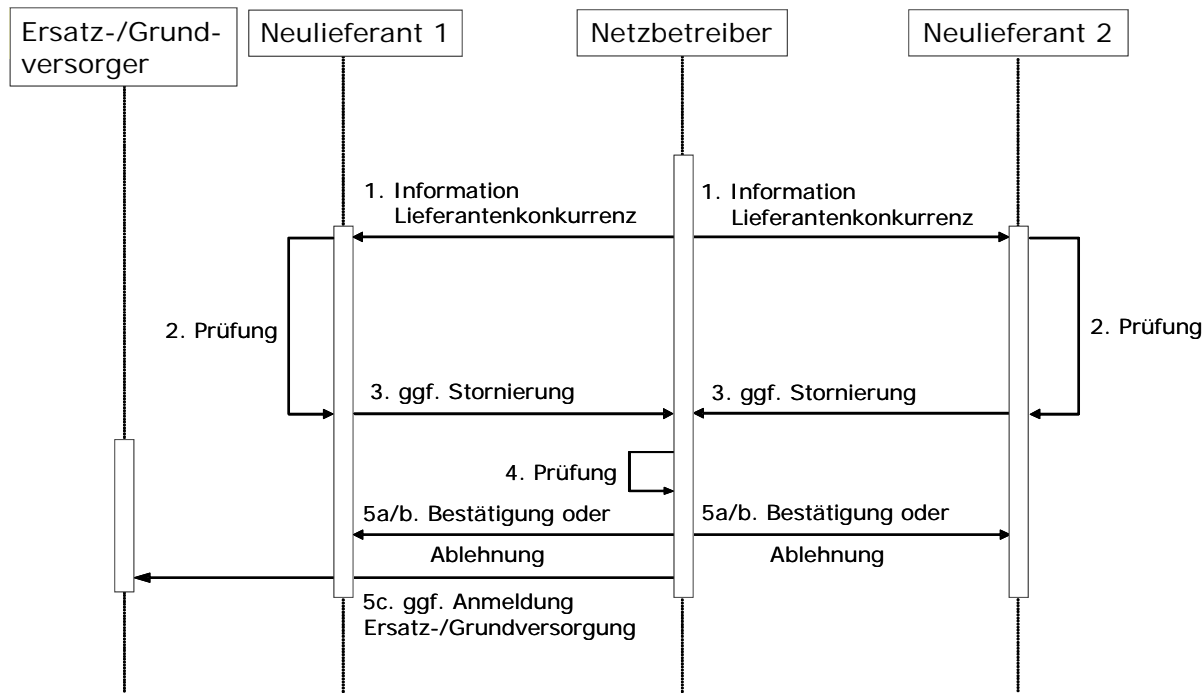 Ersatz-/Grund-
versorger
Neulieferant 1
Netzbetreiber
Neulieferant 2
1. Information
Lieferantenkonkurrenz
1. Information
Lieferantenkonkurrenz
2. Prüfung
2. Prüfung
3. ggf. Stornierung
3. ggf. Stornierung
4. Prüfung
5a/b. Bestätigung oder
Ablehnung
5a/b. Bestätigung oder
Ablehnung
5c. ggf. Anmeldung
Ersatz-/Grundversorgung